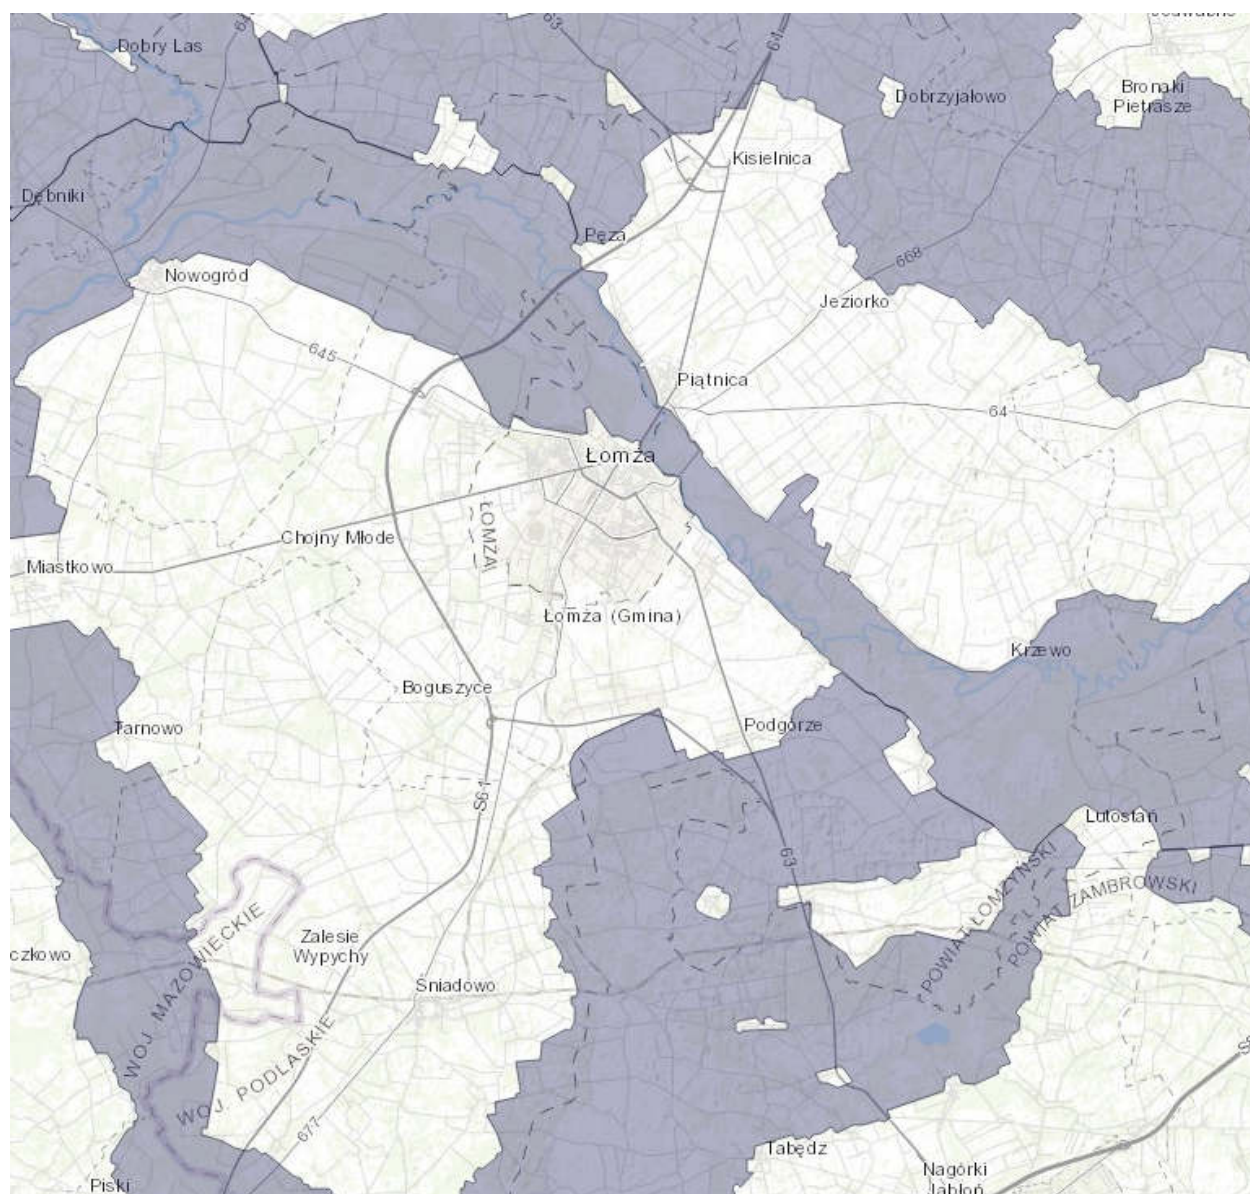 63
64
Dobry Las
Dobrzyjałowo
Bronaki
Pietrasze
Kisielnica
Dębniki
Pęza
668
Nowogród
Jeziorko
645
Piątnica
64
Łomża
ŁOMŻA
Chojny Młode
Miastkowo
Łomża (Gmina)
Krzewo
Boguszyce
Tarnowo
Podgórze
S61
Lutostań
63
POWIAT ŁOMŻYŃSKI
POWIAT ZAMBROWSKI
WOJ. MAZOWIECKIE
Zalesie
Wypychy
czkowo
Śniadowo
WOJ. PODLASKIE
677
Tabędz
Nagórki
Jabłoń
Piski